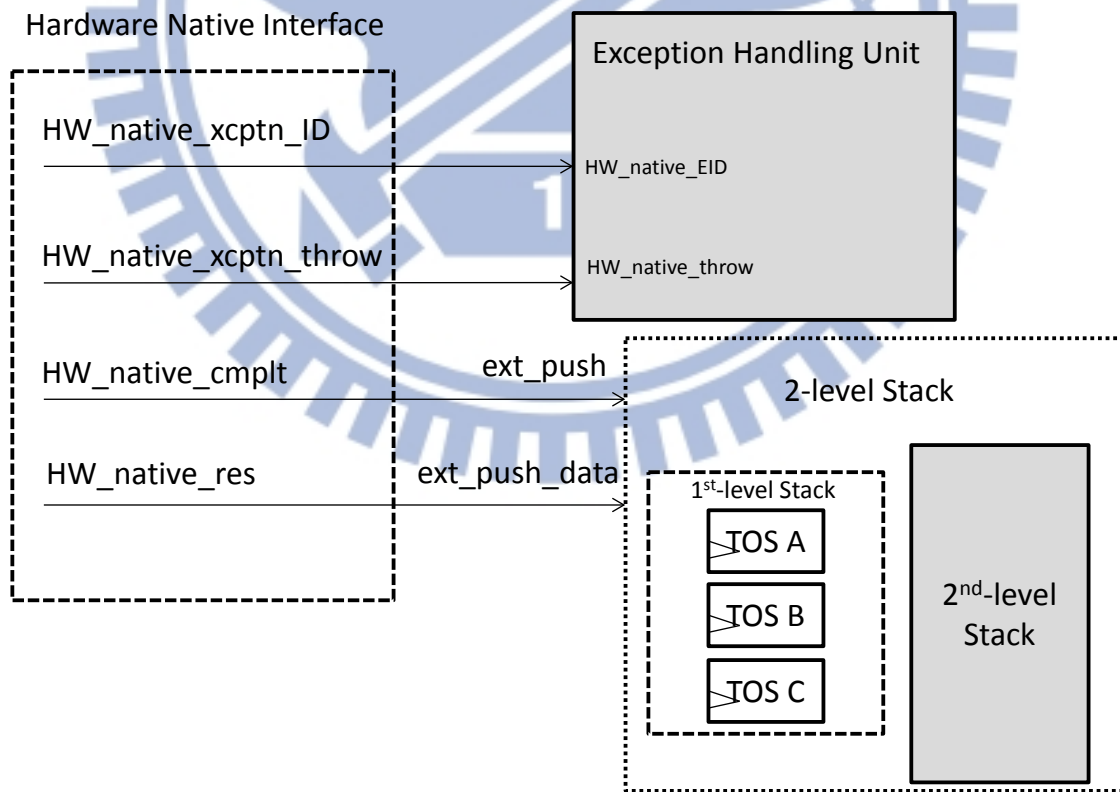 Hardware Native Interface
Exception Handling Unit
HW_native_xcptn_ID
HW_native_EID
HW_native_xcptn_throw
HW_native_throw
HW_native_cmplt
ext_push
2-level Stack
HW_native_res
ext_push_data
1st-level Stack
TOS A
TOS B
TOS C
2nd-level
Stack
1